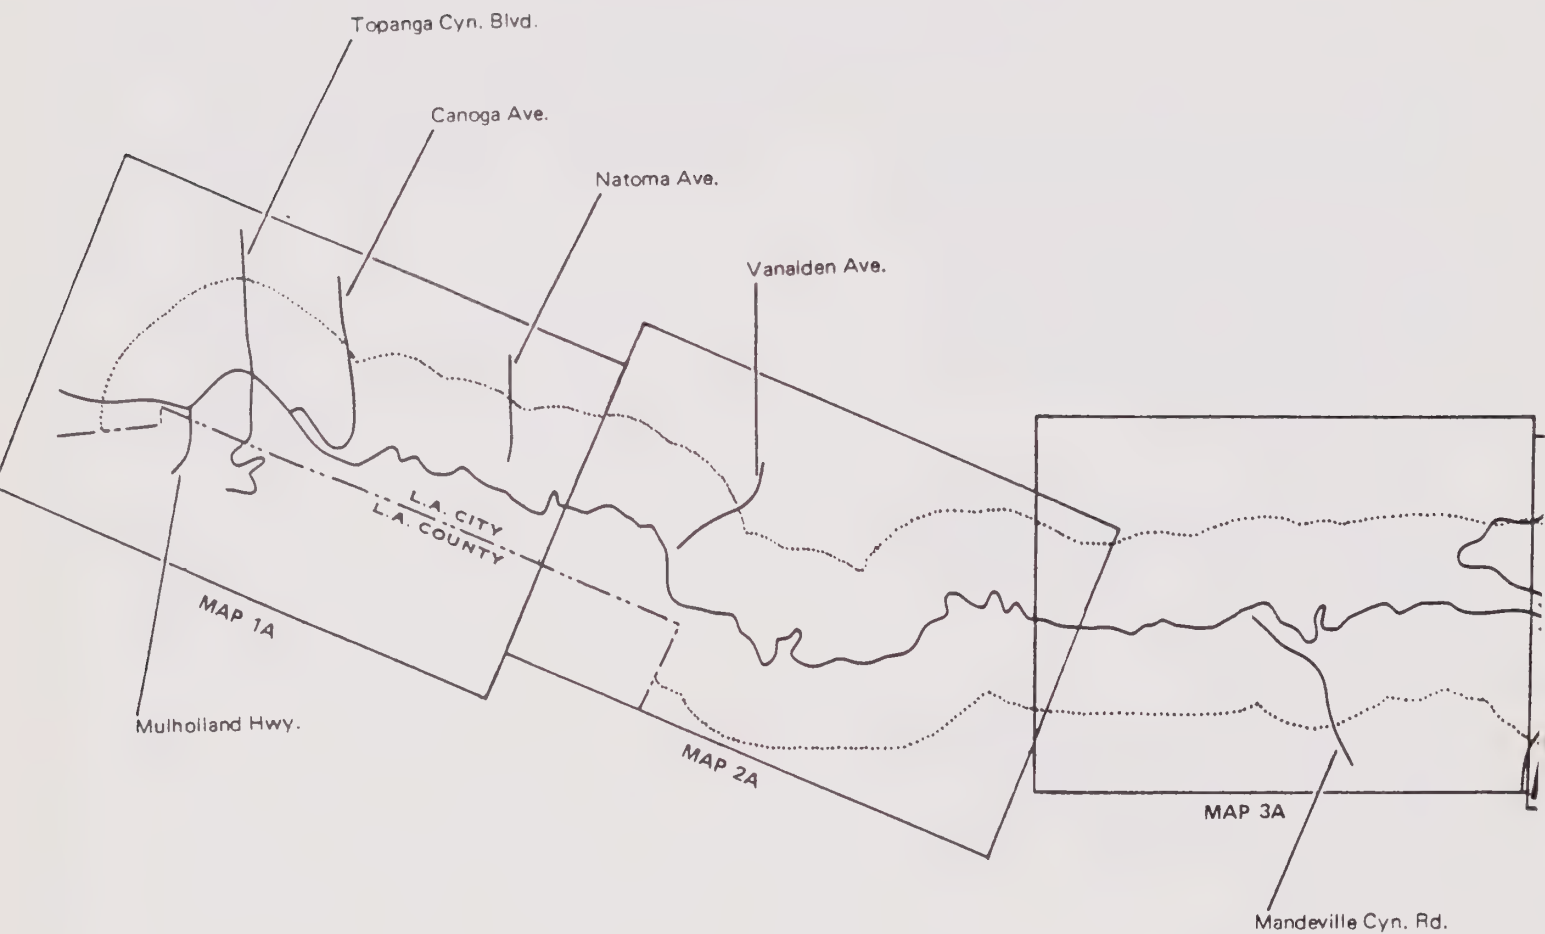 Topanga Cyn. Blvd.
Canoga Ave.
Natoma Ave.
Vanalden Ave.
L.A. CITY
L.A. COUNTY
MAP 1A
Mulholland Hwy.
MAP 2A
MAP 3A
Mandeville Cyn. Rd.